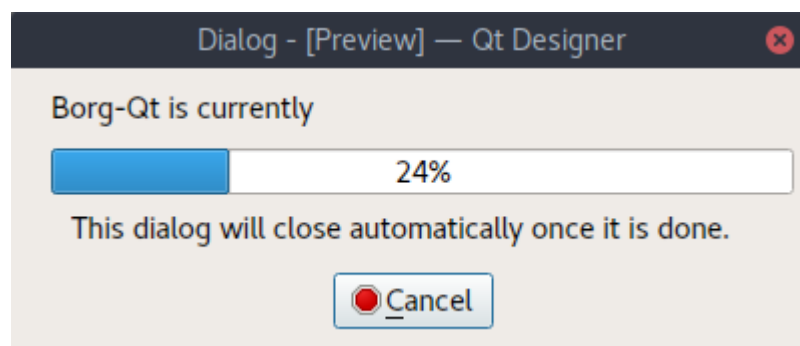 Dialog - [Preview] — Qt Designer
Borg-Qt is currently
24%
This dialog will close automatically once it is done.
Cancel